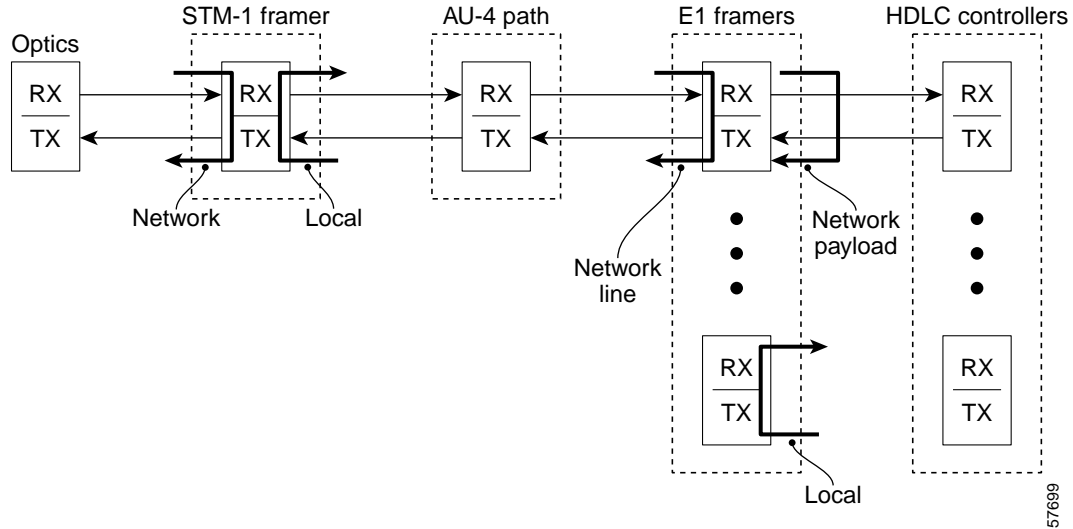 STM-1 framer
AU-4 path
E1 framers
HDLC controllers
Optics
RX
TX
RX
TX
RX
TX
RX
TX
RX
TX
Network
Local
Network
line
Network
payload
RX
TX
RX
TX
Local
57699